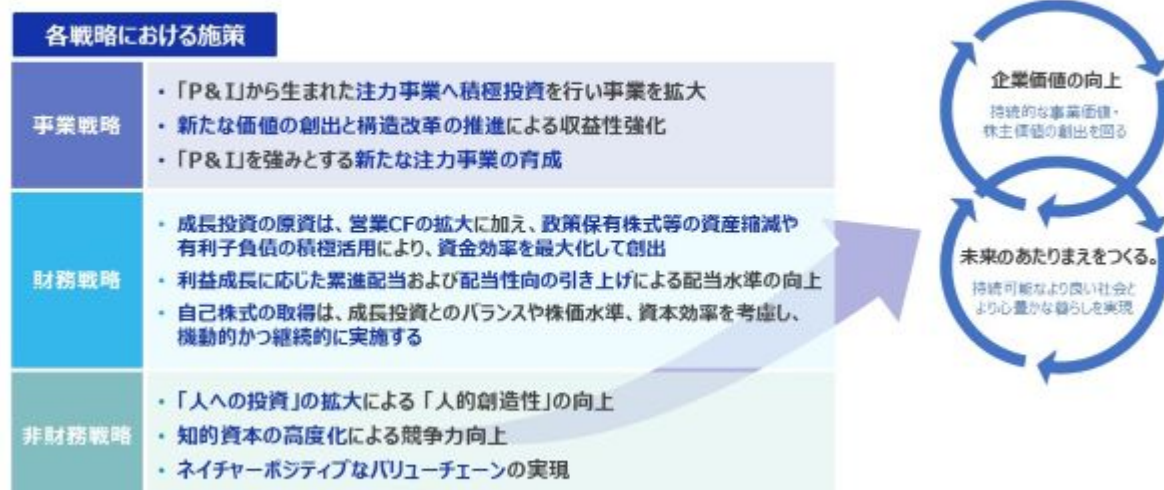 各戦略における施策
事業戦略
・「P&I」から生まれた注力事業へ積極投資を行い事業を拡大
・新たな価値の創出と構造改革の推進による収益性強化
・「P&I」を強みとする新たな注力事業の育成
財務戦略
・成長投資の原資は、営業CFの拡大に加え、政策保有株式等の資産縮減や
有利子負債の積極活用により、資金効率を最大化して創出
・利益成長に応じた累進配当および配当性向の引き上げによる配当水準の向上
・自己株式の取得は、成長投資とのバランスや株価水準、資本効率を考慮し、
機動的かつ継続的に実施する
非財務戦略
・「人への投資」の拡大による「人的創造性」の向上
・知的資本の高度化による競争力向上
・ネイチャーポジティブなバリューチェーンの実現
企業価値の向上
持続的な事業価値・
株主価値の創出を図る
未来のあたりまえをつくる。
持続可能なより良い社会と
より心豊かな暮らしを実現